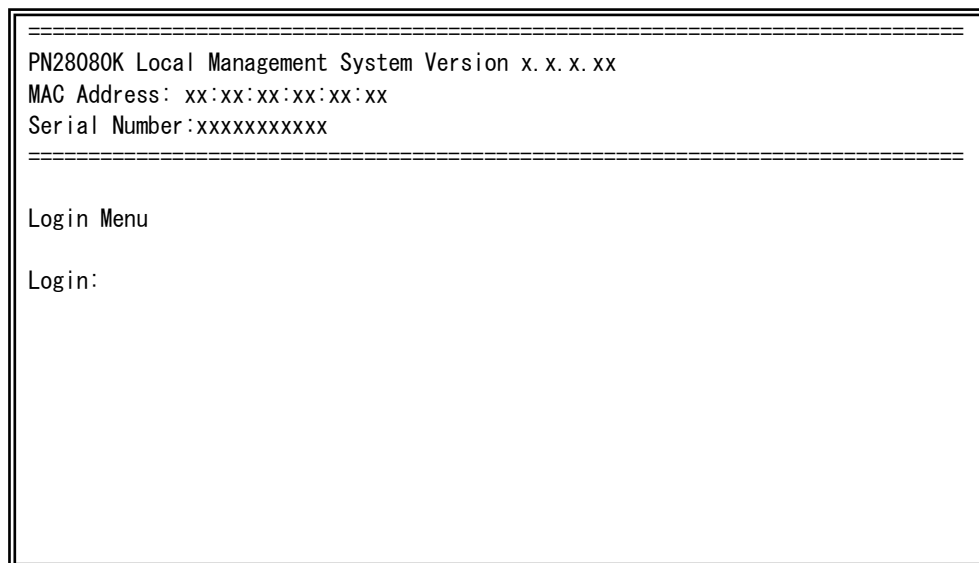 ==============================================================================
PN28080K Local Management System Version x.x.x.xx
MAC Address: xx:xx:xx:xx:xx:xx
Serial Number:xxxxxxxxxxx
==============================================================================
Login Menu
Login: